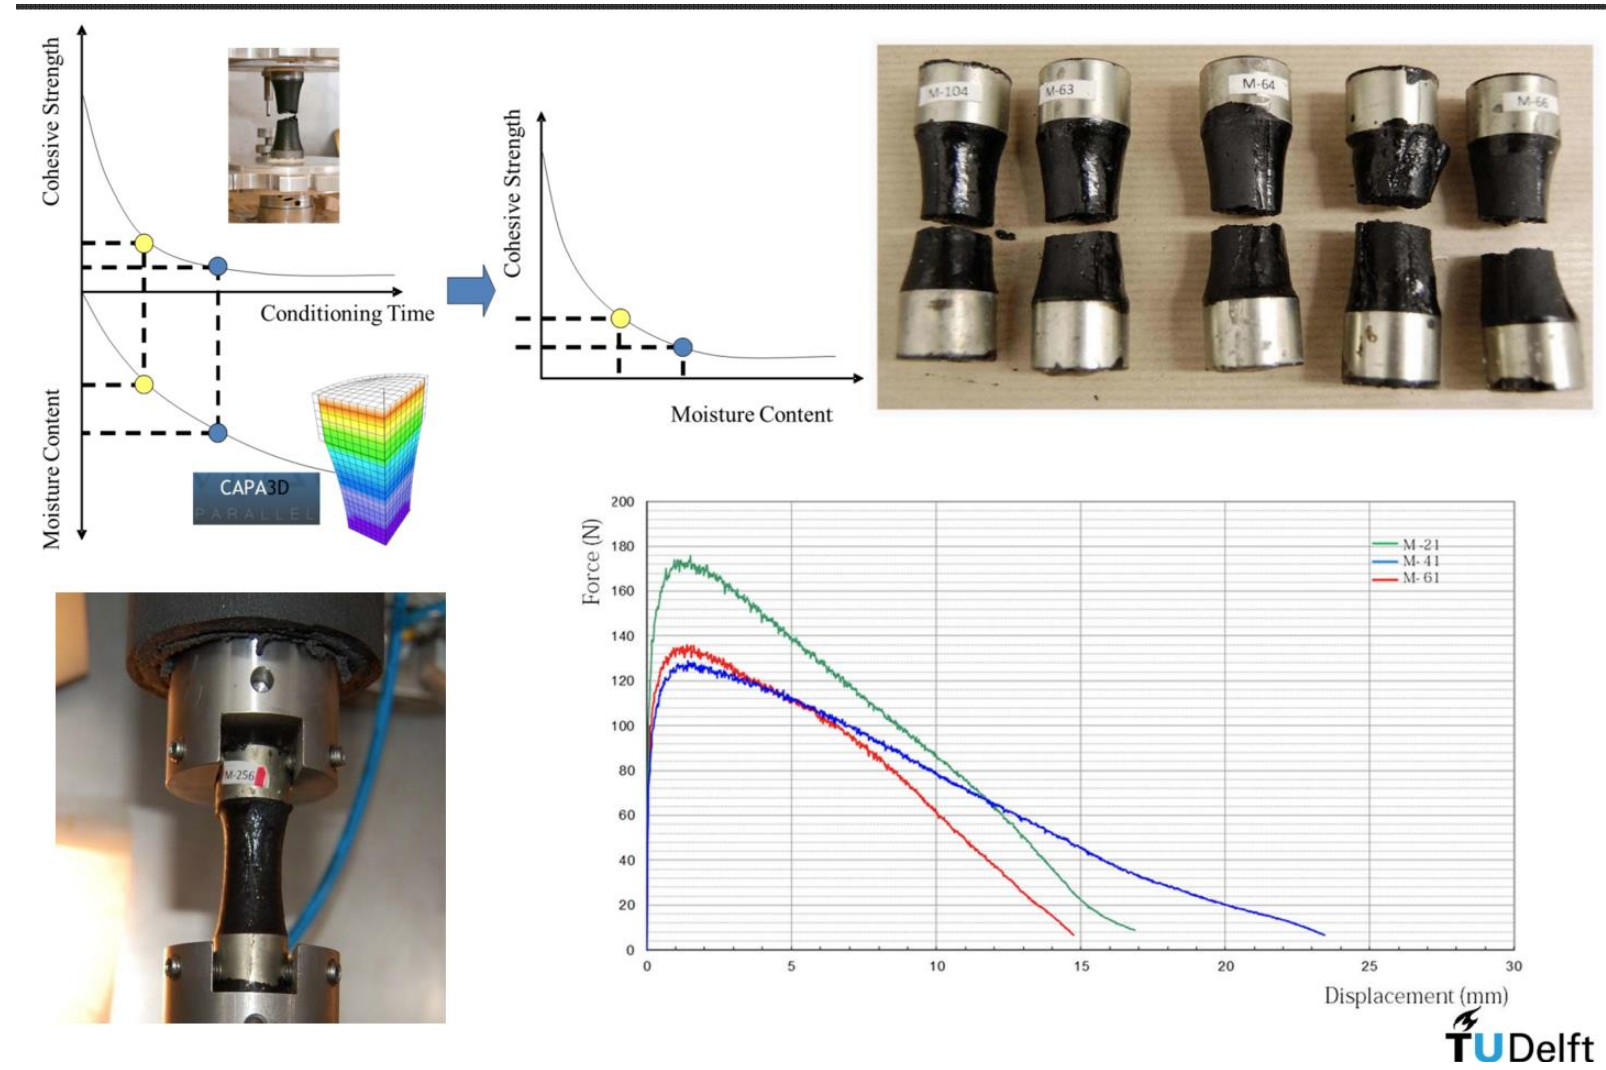 Cohesive Strength
Conditioning Time
Moisture Content
CAPA3D
PARALLEL
Cohesive Strength
Moisture Content
M-104
M-63
M-64
M-66
M-256
Force (N)
200
180
160
140
120
100
80
60
40
20
0
0 5 10 15 20 25 30
Displacement (mm)
M-21
M-41
M-61
TUDelft